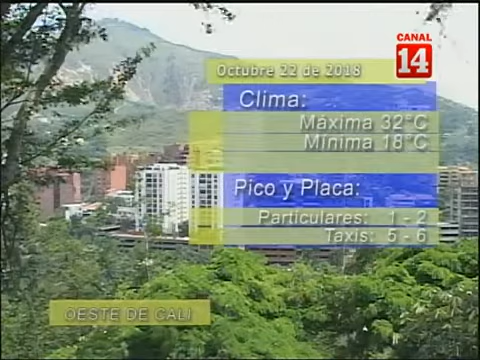 CANAL
14
Octubre 22 de 2018
Clima:
Máxima 32°C
Mínima 18°C
Pico y Placa:
Particulares: 1 - 2
Taxis: 5 - 6
OESTE DE CALI